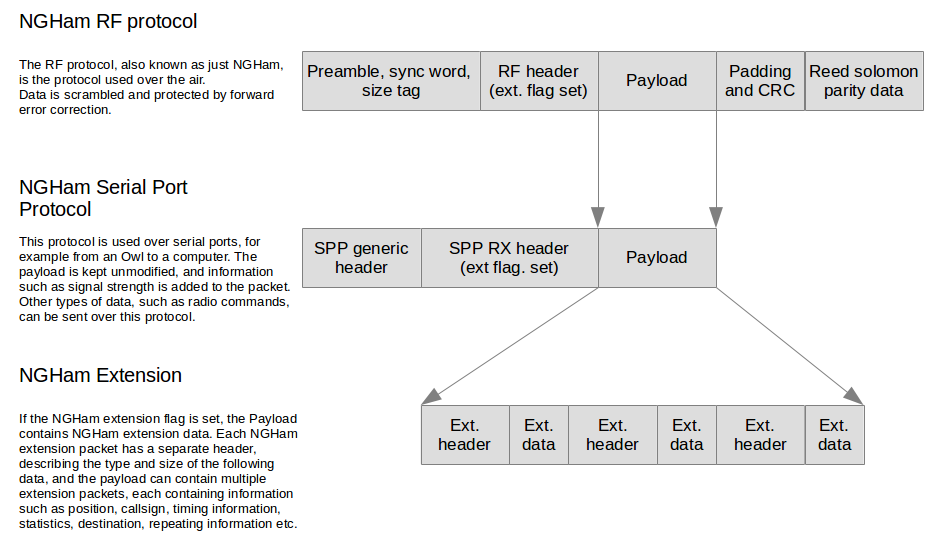 NGHam RF protocol
The RF protocol, also known as just NGHam,
is the protocol used over the air.
Data is scrambled and protected by forward
error correction.
Preamble, sync word,
size tag
RF header
(ext. flag set)
Payload
Padding
and CRC
Reed solomon
parity data
NGHam Serial Port
Protocol
This protocol is used over serial ports, for
example from an Owl to a computer. The
payload is kept unmodified, and information
such as signal strength is added to the packet.
Other types of data, such as radio commands,
can be sent over this protocol.
SPP generic
header
SPP RX header
(ext flag. set)
Payload
NGHam Extension
If the NGHam extension flag is set, the Payload
contains NGHam extension data. Each NGHam
extension packet has a separate header,
describing the type and size of the following
data, and the payload can contain multiple
extension packets, each containing information
such as position, callsign, timing information,
statistics, destination, repeating information etc.
Ext.
header
Ext.
data
Ext.
header
Ext.
data
Ext.
header
Ext.
data